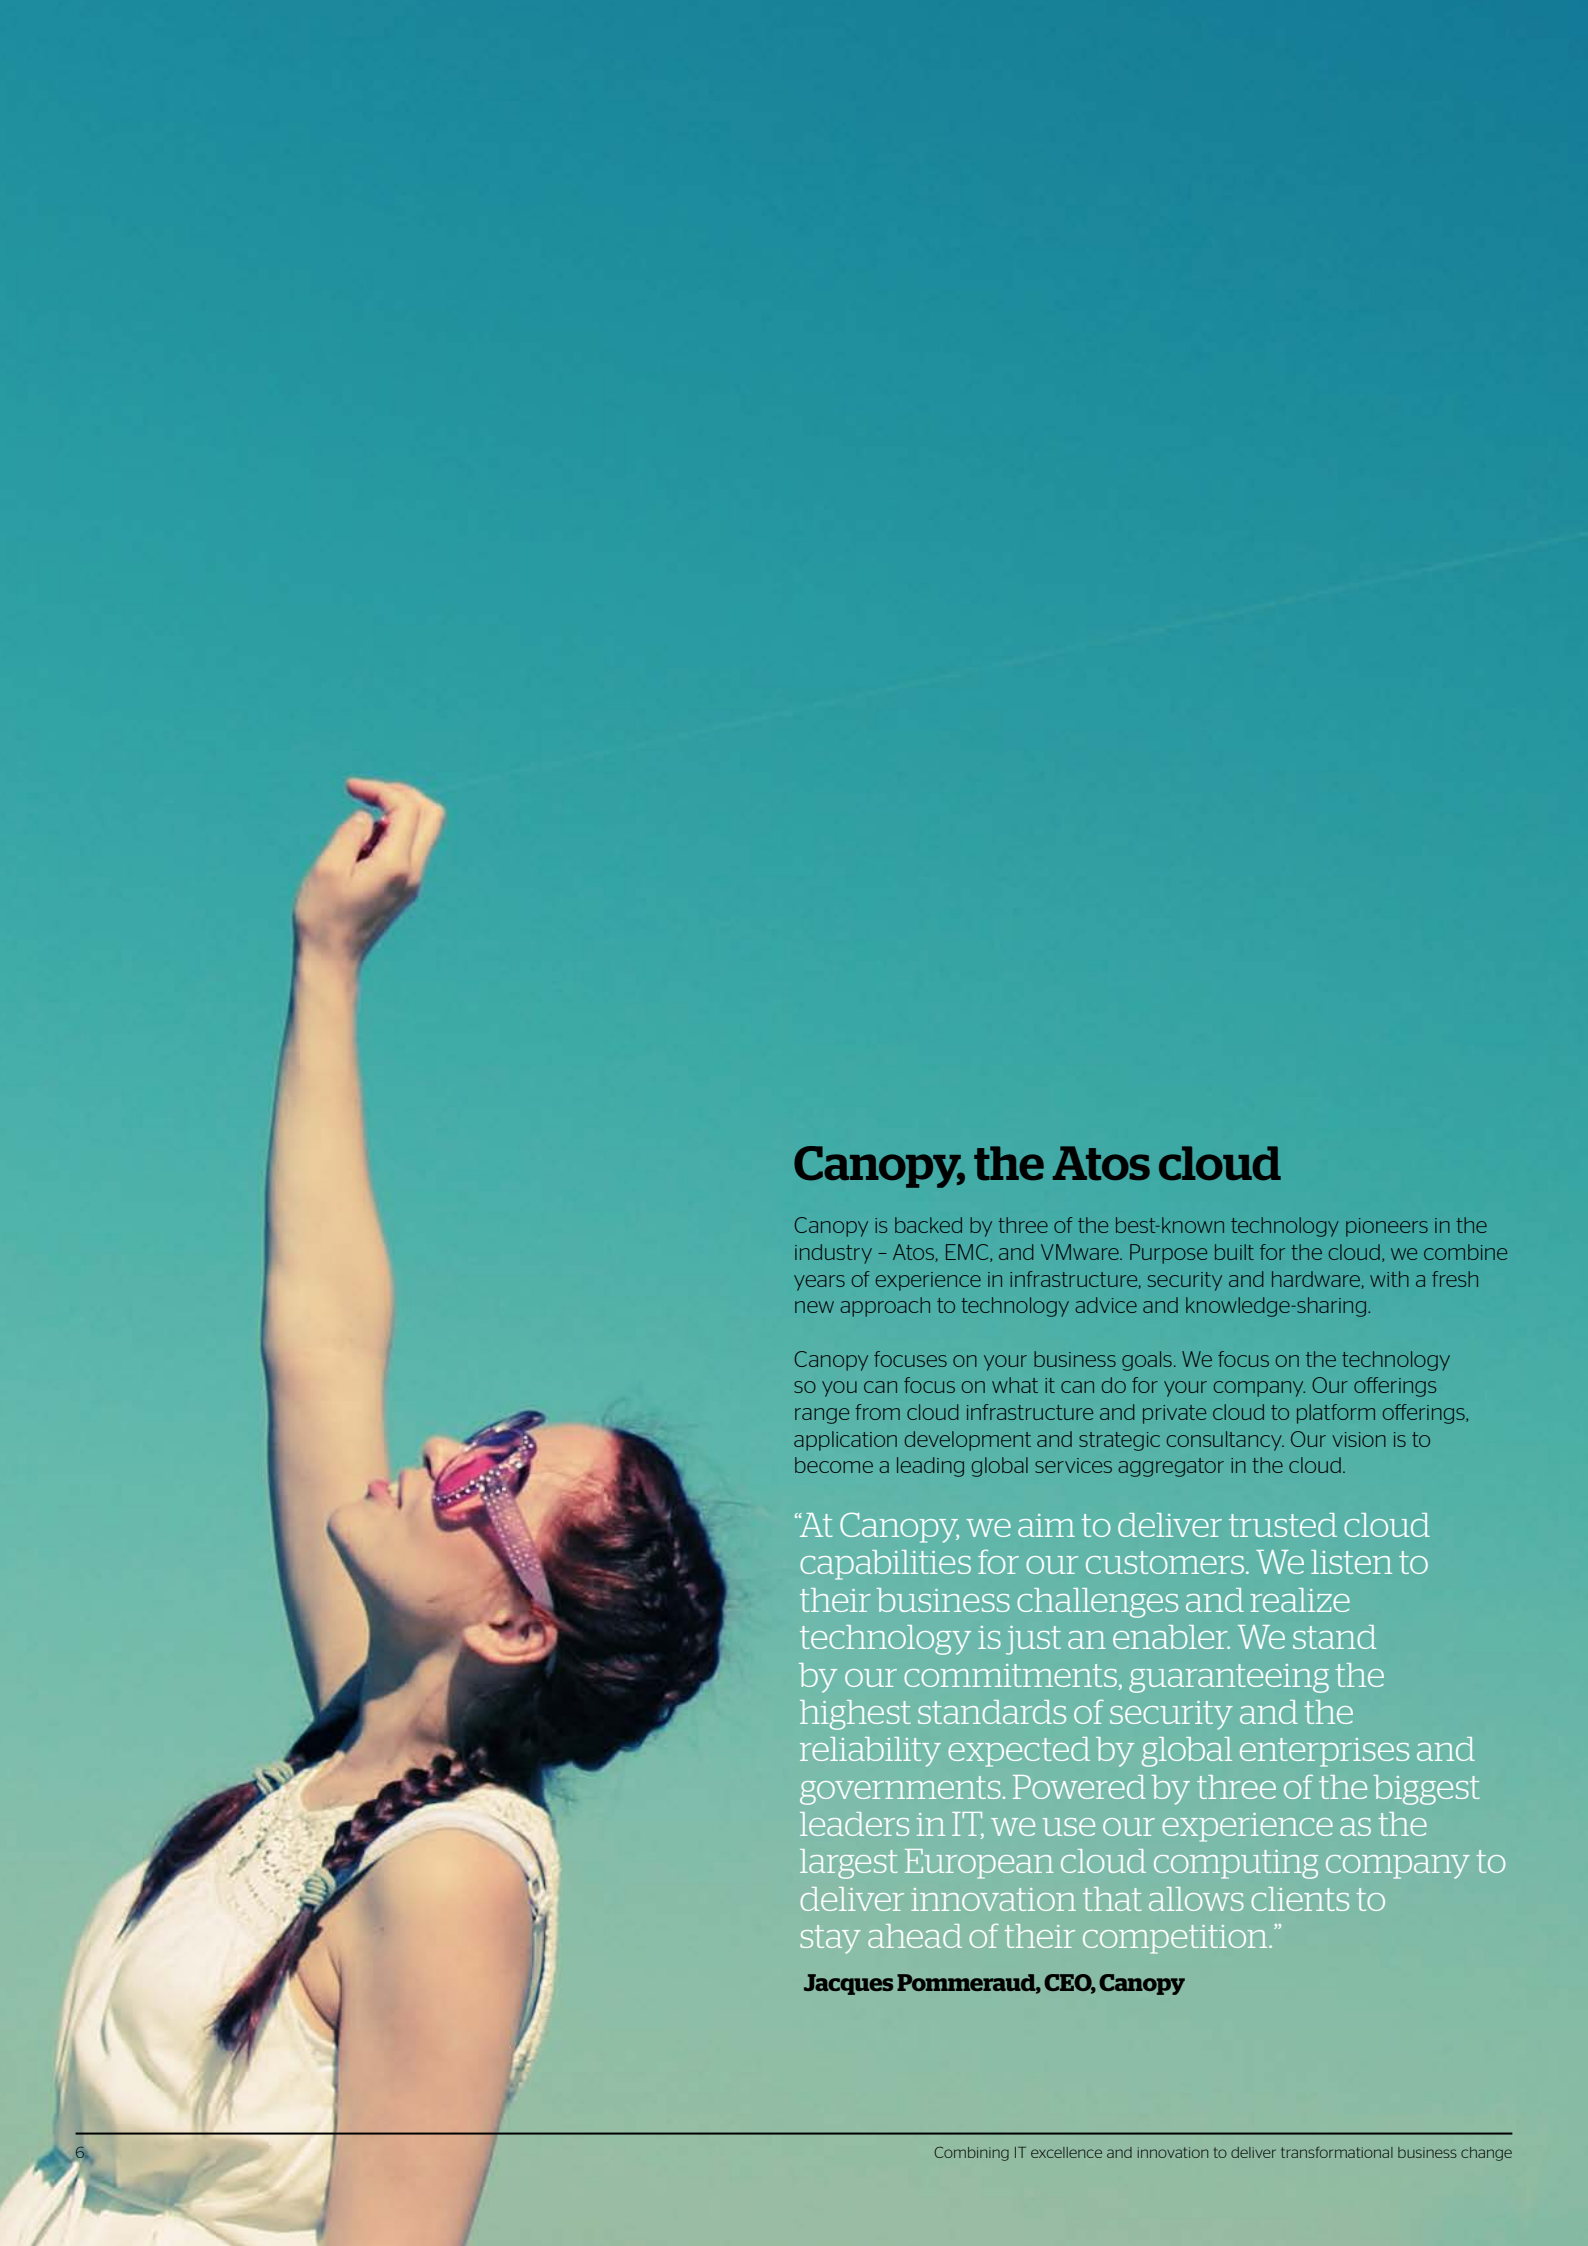 Canopy, the Atos cloud
Canopy is backed by three of the best-known technology pioneers in the
industry – Atos, EMC, and VMware. Purpose built for the cloud, we combine
years of experience in infrastructure, security and hardware, with a fresh
new approach to technology advice and knowledge-sharing.
Canopy focuses on your business goals. We focus on the technology
so you can focus on what it can do for your company. Our offerings
range from cloud infrastructure and private cloud to platform offerings,
application development and strategic consultancy. Our vision is to
become a leading global services aggregator in the cloud.
“At Canopy, we aim to deliver trusted cloud
capabilities for our customers. We listen to
their business challenges and realize
technology is just an enabler. We stand
by our commitments, guaranteeing the
highest standards of security and the
reliability expected by global enterprises and
governments. Powered by three of the biggest
leaders in IT, we use our experience as the
largest European cloud computing company to
deliver innovation that allows clients to
stay ahead of their competition.”
Jacques Pommeraud, CEO, Canopy
6.
Combining IT excellence and innovation to deliver transformational business change